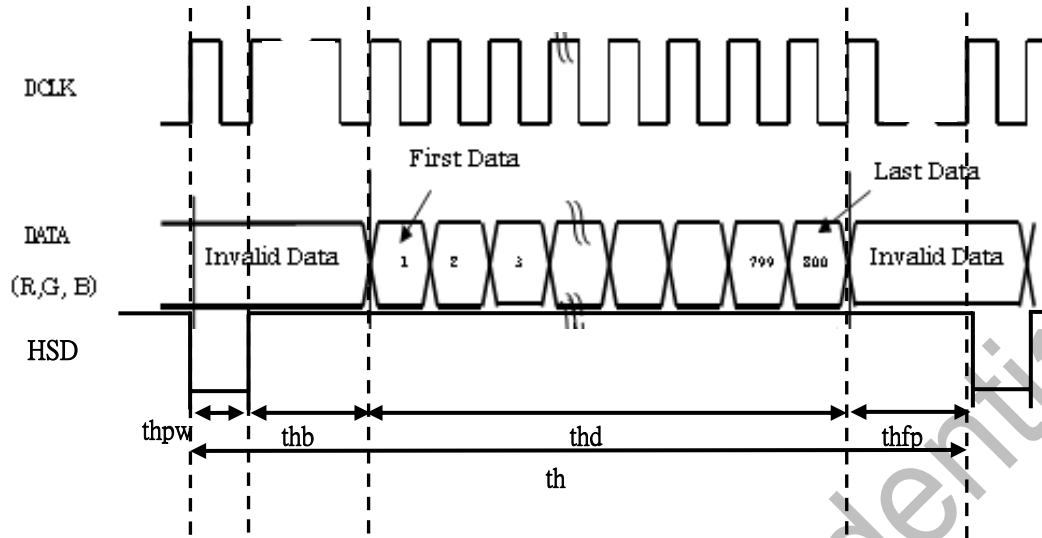 DCLK
First Data
Last Data
DATA
(R,G, B)
Invalid Data
1
2
3
799
800
Invalid Data
HSD
thpw
thb
thd
thfp
th